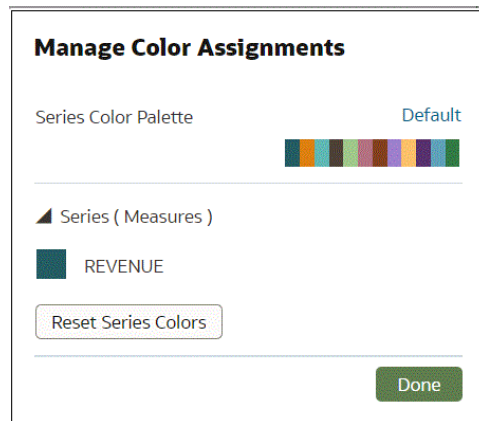 Manage Color Assignments
Series Color Palette
Default
Series ( Measures )
REVENUE
Reset Series Colors
Done